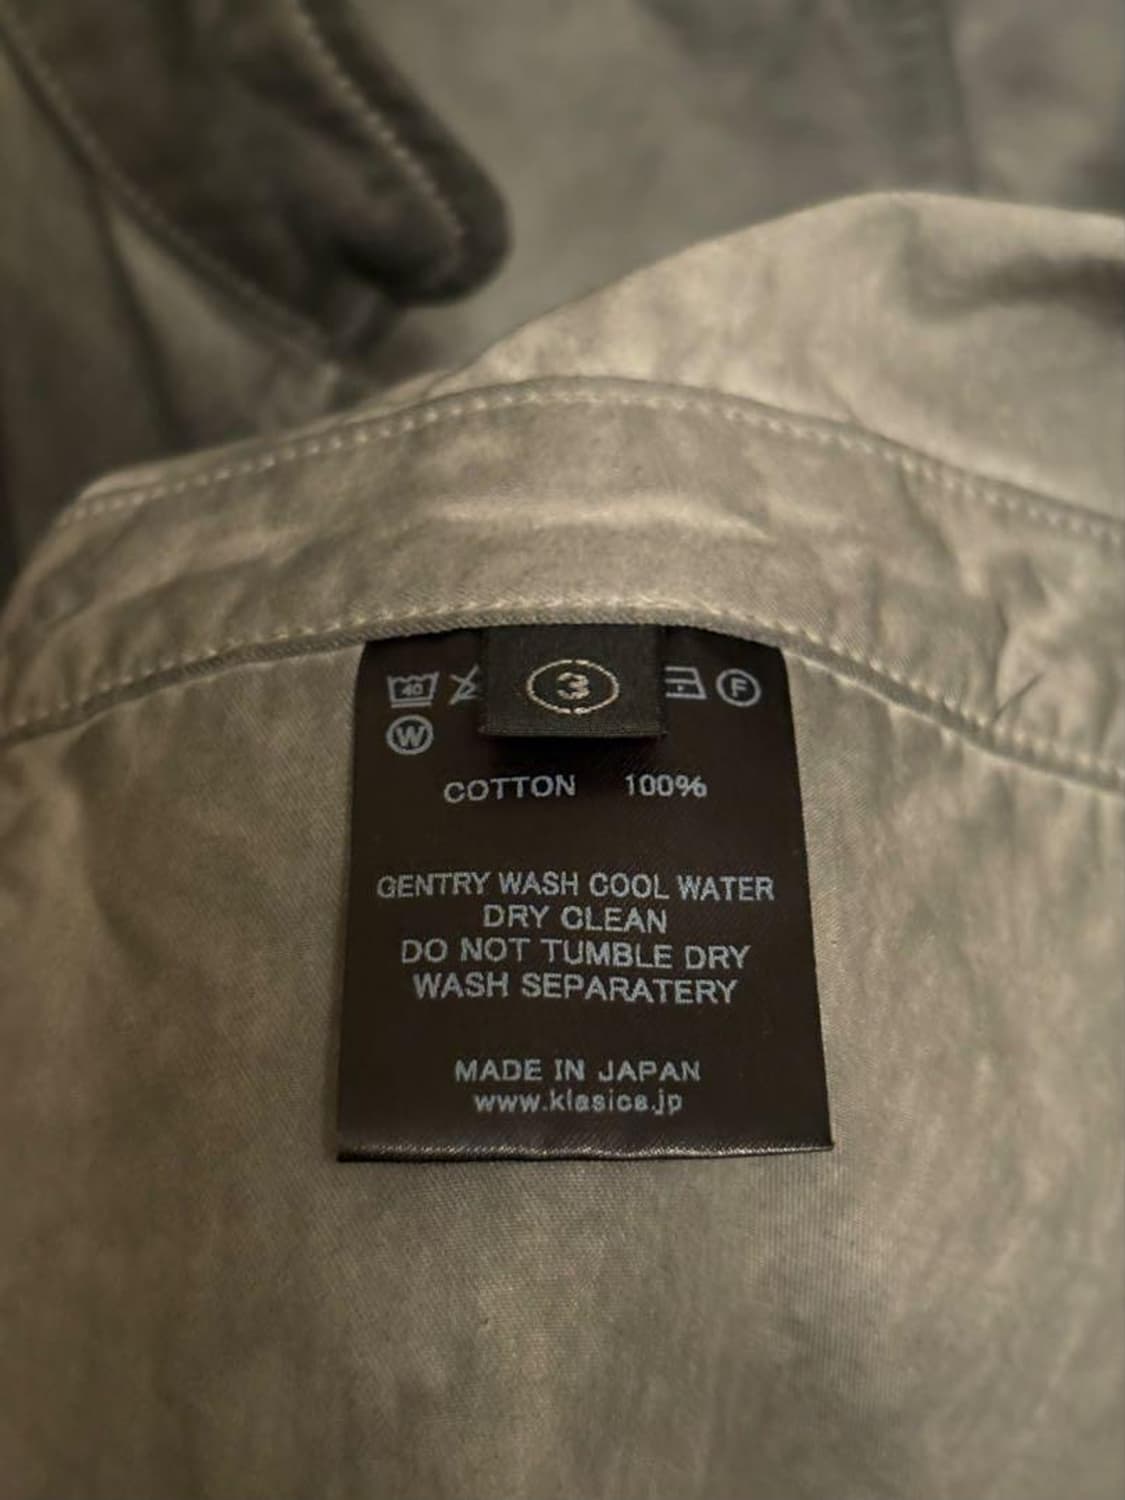 40
3
F
W
COTTON 100%
GENTRY WASH COOL WATER
DRY CLEAN
DO NOT TUMBLE DRY
WASH SEPARATERY
MADE IN JAPAN
www.klasica.jp